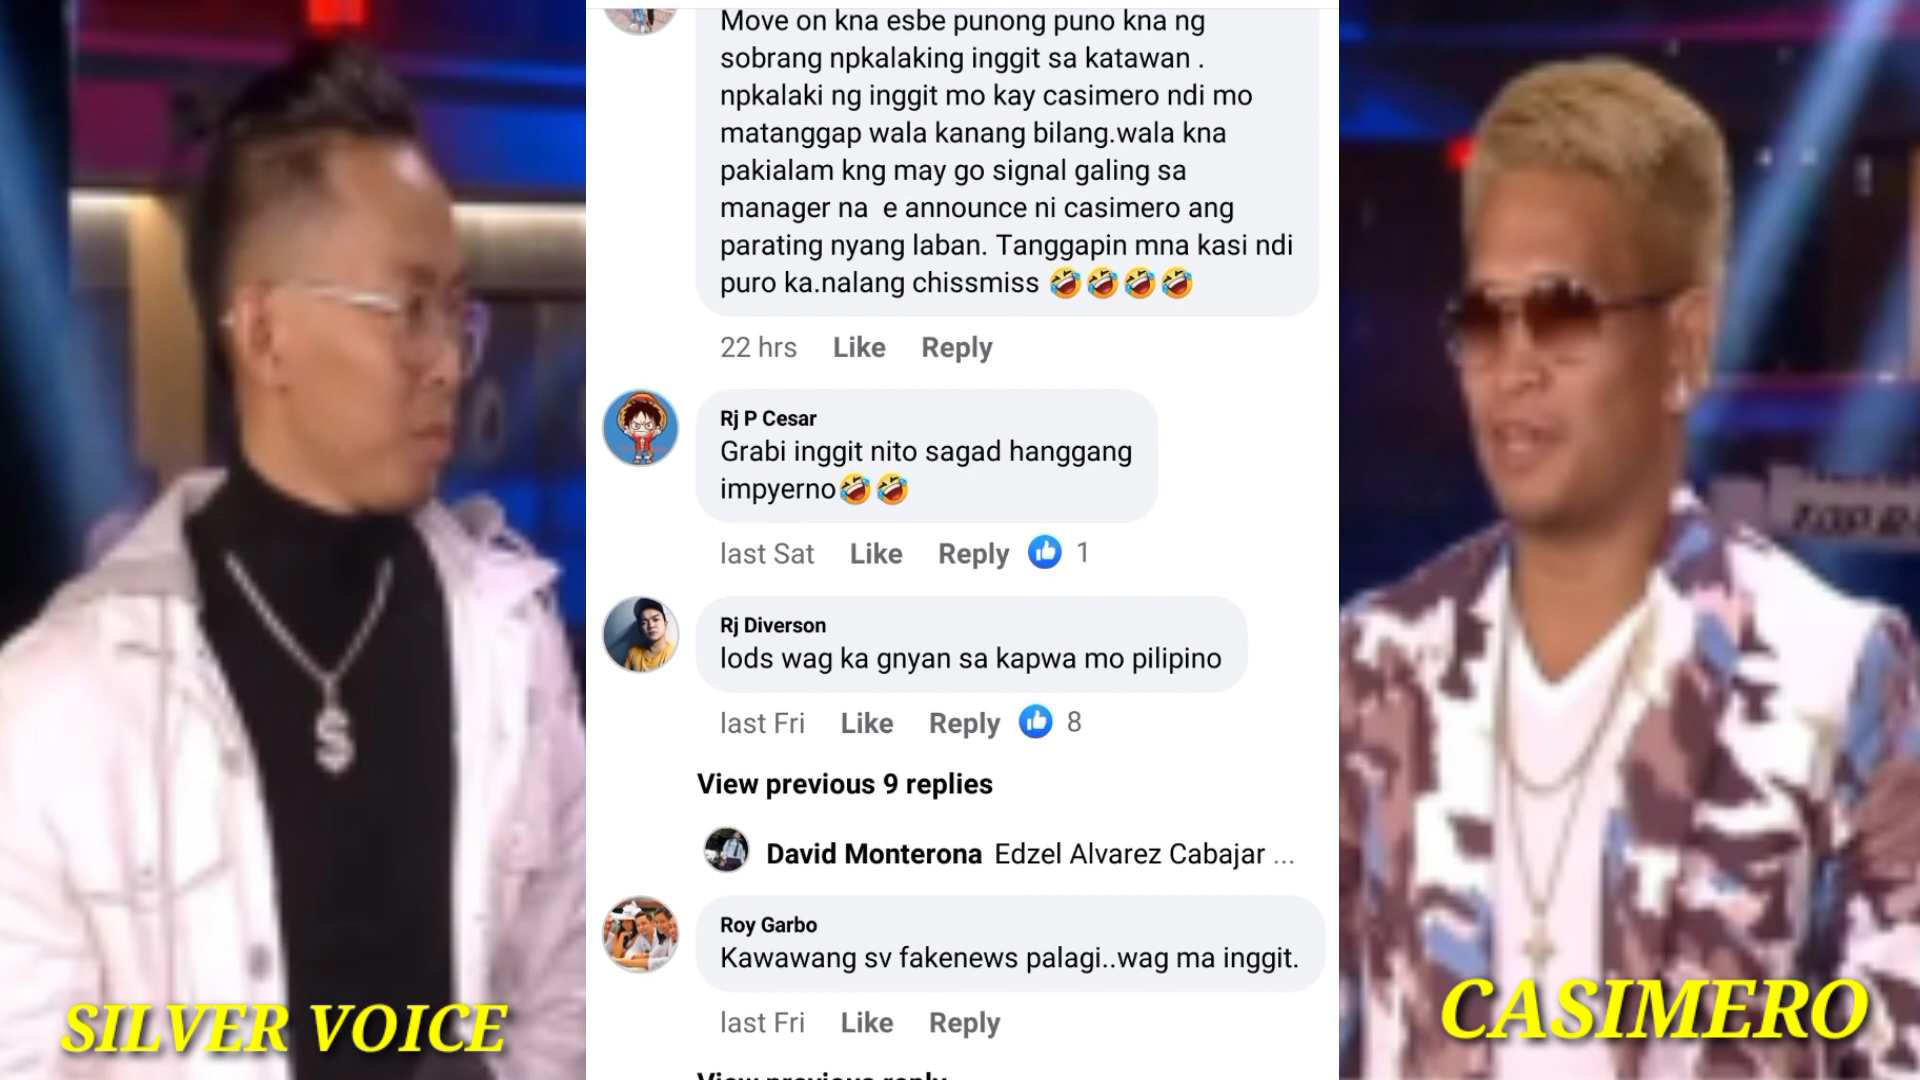 Move on kna esbe punong puno kna ng
sobrang npkalaking inggit sa katawan .
npkalaki ng inggit mo kay casimero ndi mo
matanggap wala kanang bilang.wala kna
pakialam kng may go signal galing sa
manager na  e announce ni casimero ang
parating nyang laban. Tanggapin mna kasi ndi
puro ka.nalang chissmiss 🤣🤣🤣🤣
22 hrs Like Reply
Rj P Cesar
Grabi inggit nito sagad hanggang
impyerno🤣🤣
last Sat Like Reply 1
Rj Diverson
lods wag ka gnyan sa kapwa mo pilipino
last Fri Like Reply 8
View previous 9 replies
David Monterona Edzel Alvarez Cabajar ...
Roy Garbo
Kawawang sv fakenews palagi..wag ma inggit.
last Fri Like Reply
View previous reply
SILVER VOICE
TOP R
CASIMERO